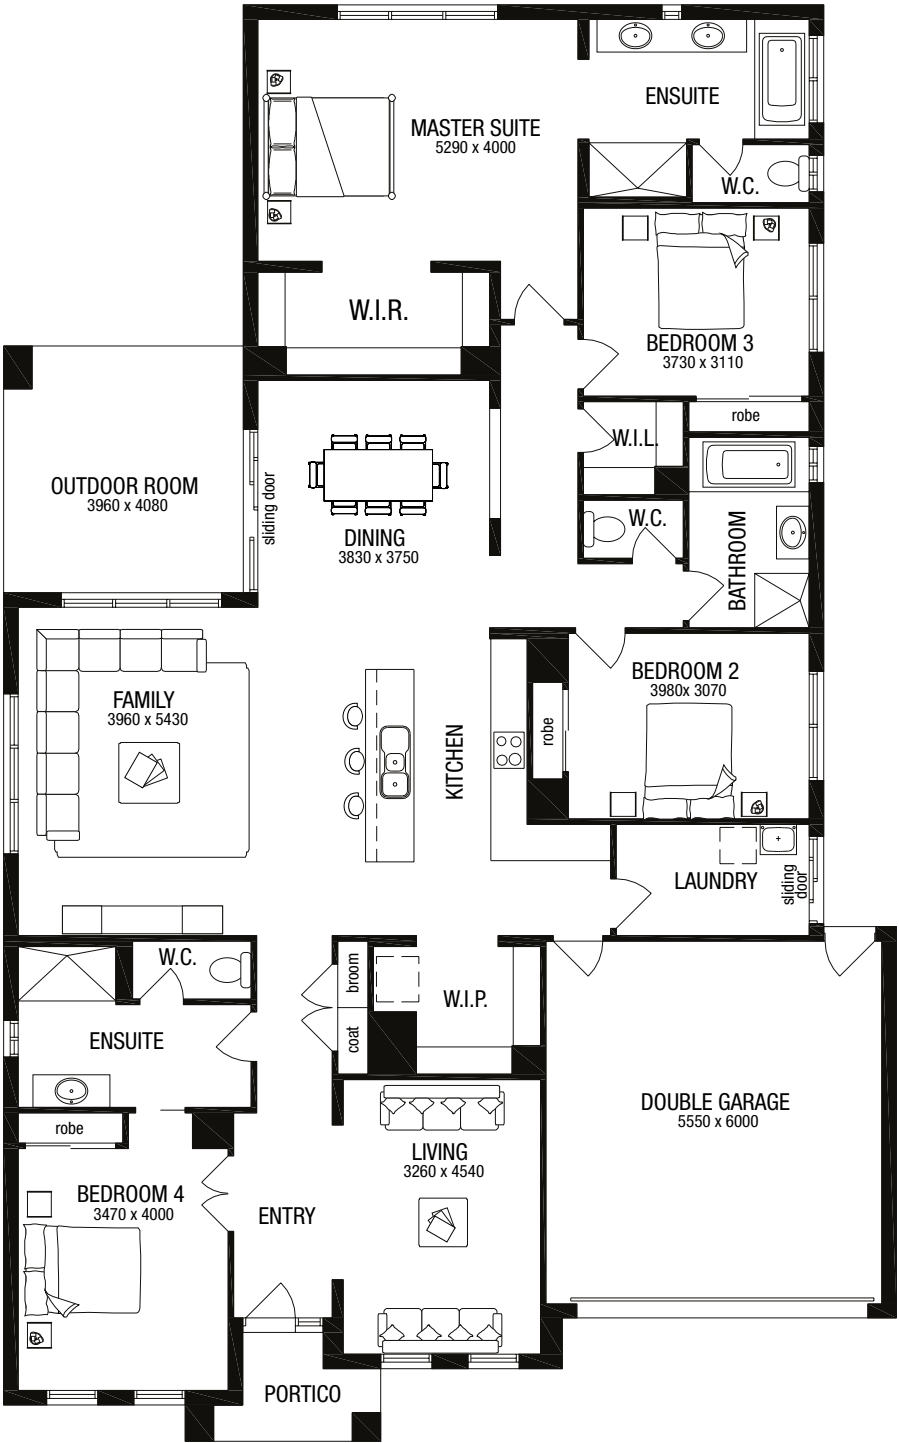 ENSUITE
MASTER SUITE
5290 x 4000
W.C.
W.I.R.
BEDROOM 3
3730 x 3110
robe
W.I.L.
OUTDOOR ROOM
3960 x 4080
sliding door
DINING
3830 x 3750
W.C.
BATHROOM
BEDROOM 2
3980x 3070
FAMILY
3960 x 5430
KITCHEN
robe
LAUNDRY
sliding
door
W.C.
broom
W.I.P.
ENSUITE
coat
DOUBLE GARAGE
5550 x 6000
robe
LIVING
3260 x 4540
BEDROOM 4
3470 x 4000
ENTRY
PORTICO